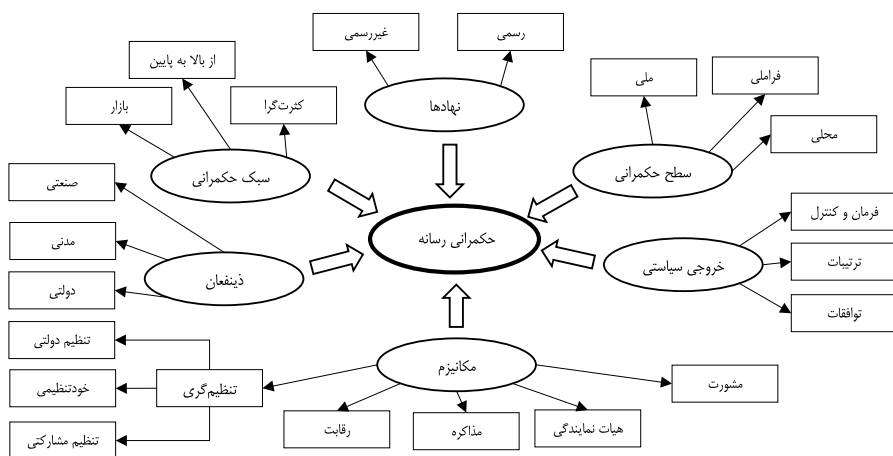 رسمی
غیررسمی
نهادها
فراملی
ملی
محلی
سطح حکمرانی
از بالا به پایین
کثرت‌گرا
بازار
سبک حکمرانی
حکمرانی رسانه
فرمان و کنترل
ترتیبات
توافقات
خروجی سیاستی
صنعتی
مدنی
دولتی
ذینفعان
مکانیزم
مشورت
هیات نمایندگی
مذاکره
رقابت
تنظیم‌گری
تنظیم دولتی
خودتنظیمی
تنظیم مشارکتی